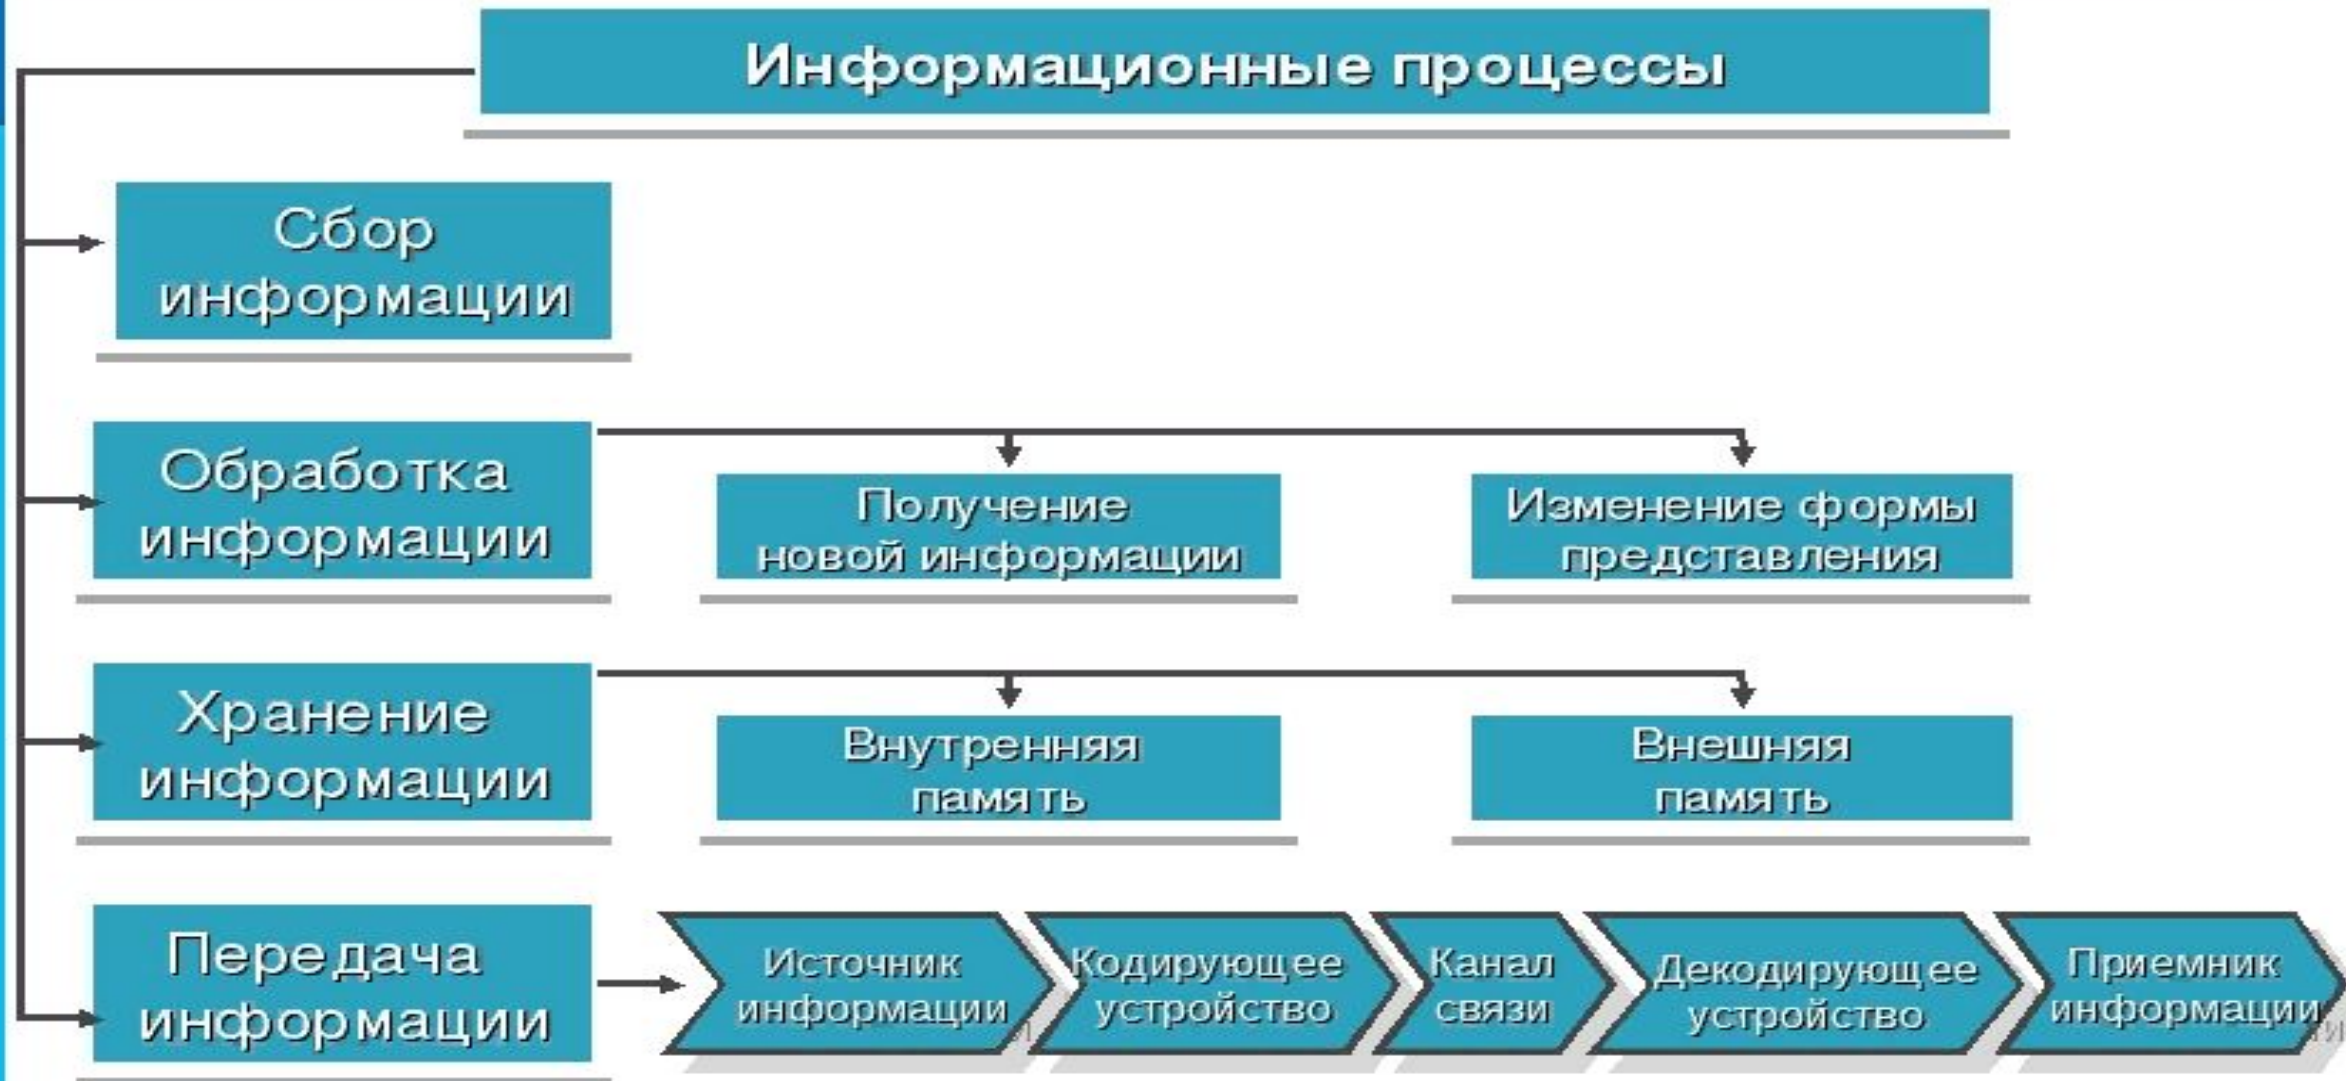 Информационные процессы
Сбор
информации
Обработка
информации
Получение
новой информации
Изменение формы
представления
Хранение
информации
Внутренняя
память
Внешняя
память
Передача
информации
Источник
информации
Кодирующее
устройство
Канал
связи
Декодирующее
устройство
Приемник
информации